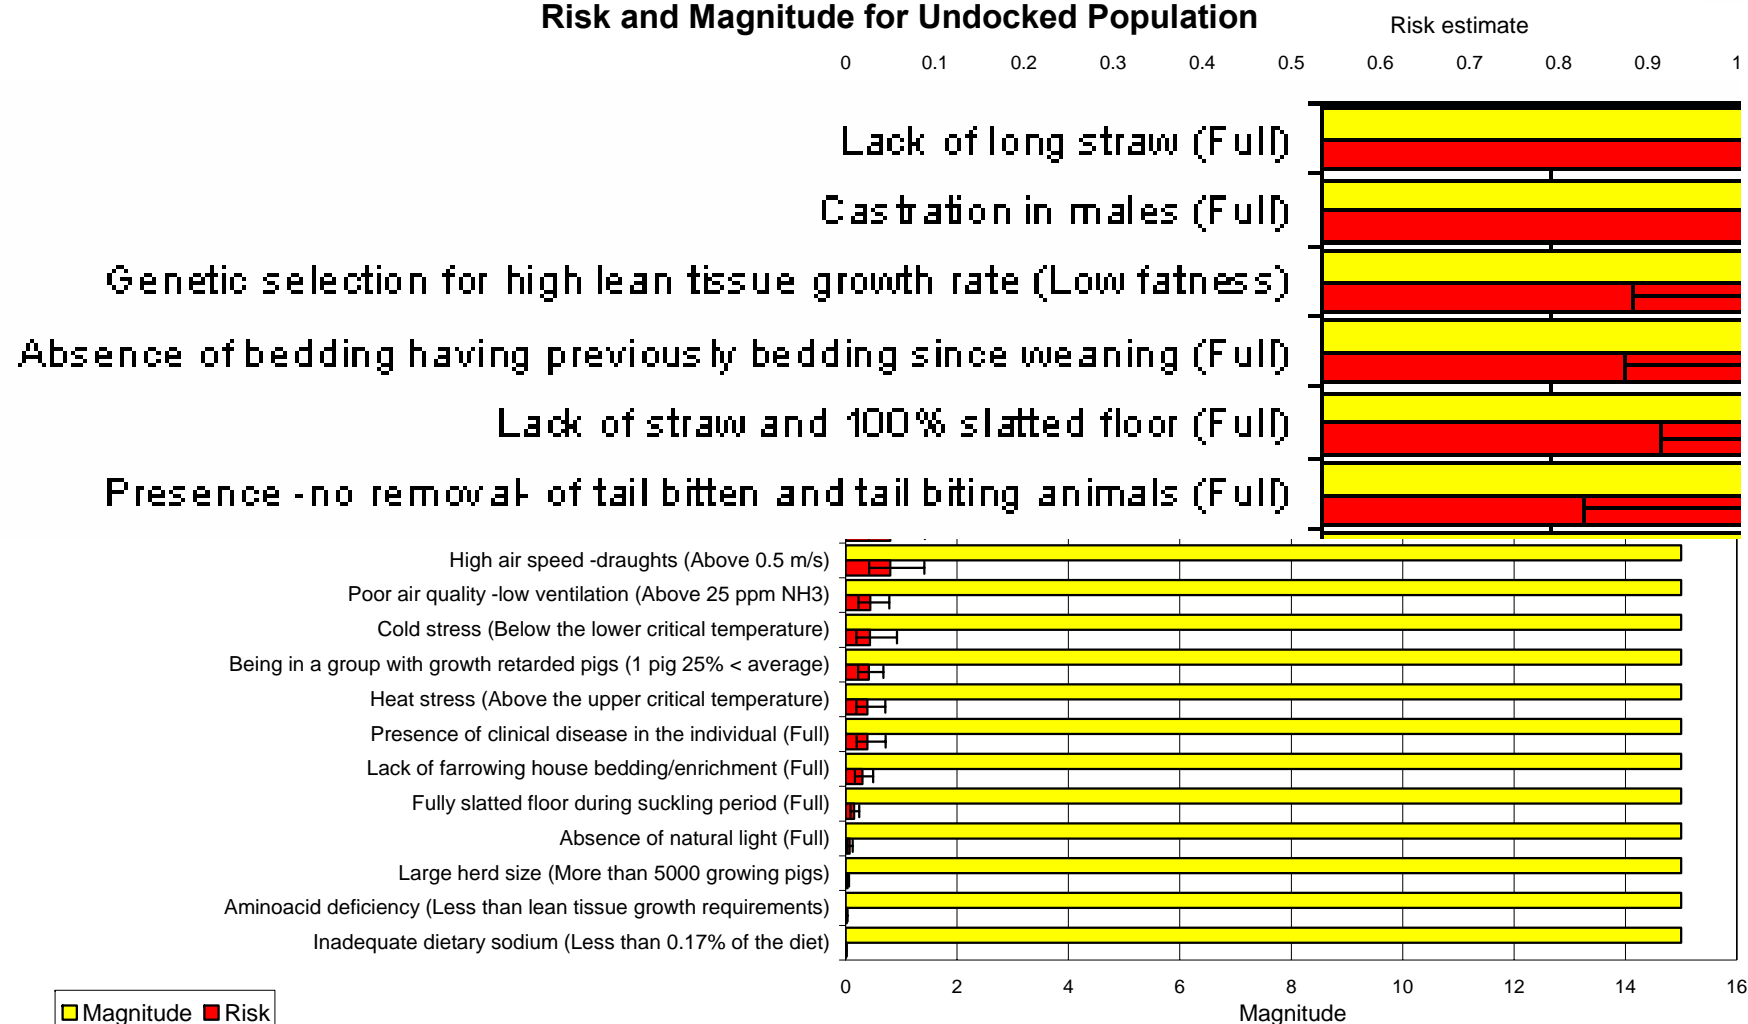 Risk and Magnitude for Undocked Population
Risk estimate
0 0.1 0.2 0.3 0.4 0.5 0.6 0.7 0.8 0.9 1
Lack of long straw (Full)
Castration in males (Full)
Genetic selection for high lean tissue growth rate (Low fatness)
Absence of bedding having previously bedding since weaning (Full)
Lack of straw and 100% slatted floor (Full)
Presence -no removal- of tail bitten and tail biting animals (Full)
High air speed -draughts (Above 0.5 m/s)
Poor air quality -low ventilation (Above 25 ppm NH3)
Cold stress (Below the lower critical temperature)
Being in a group with growth retarded pigs (1 pig 25% < average)
Heat stress (Above the upper critical temperature)
Presence of clinical disease in the individual (Full)
Lack of farrowing house bedding/enrichment (Full)
Fully slatted floor during suckling period (Full)
Absence of natural light (Full)
Large herd size (More than 5000 growing pigs)
Aminoacid deficiency (Less than lean tissue growth requirements)
Inadequate dietary sodium (Less than 0.17% of the diet)
0 2 4 6 8 10 12 14 16
Magnitude
Magnitude Risk